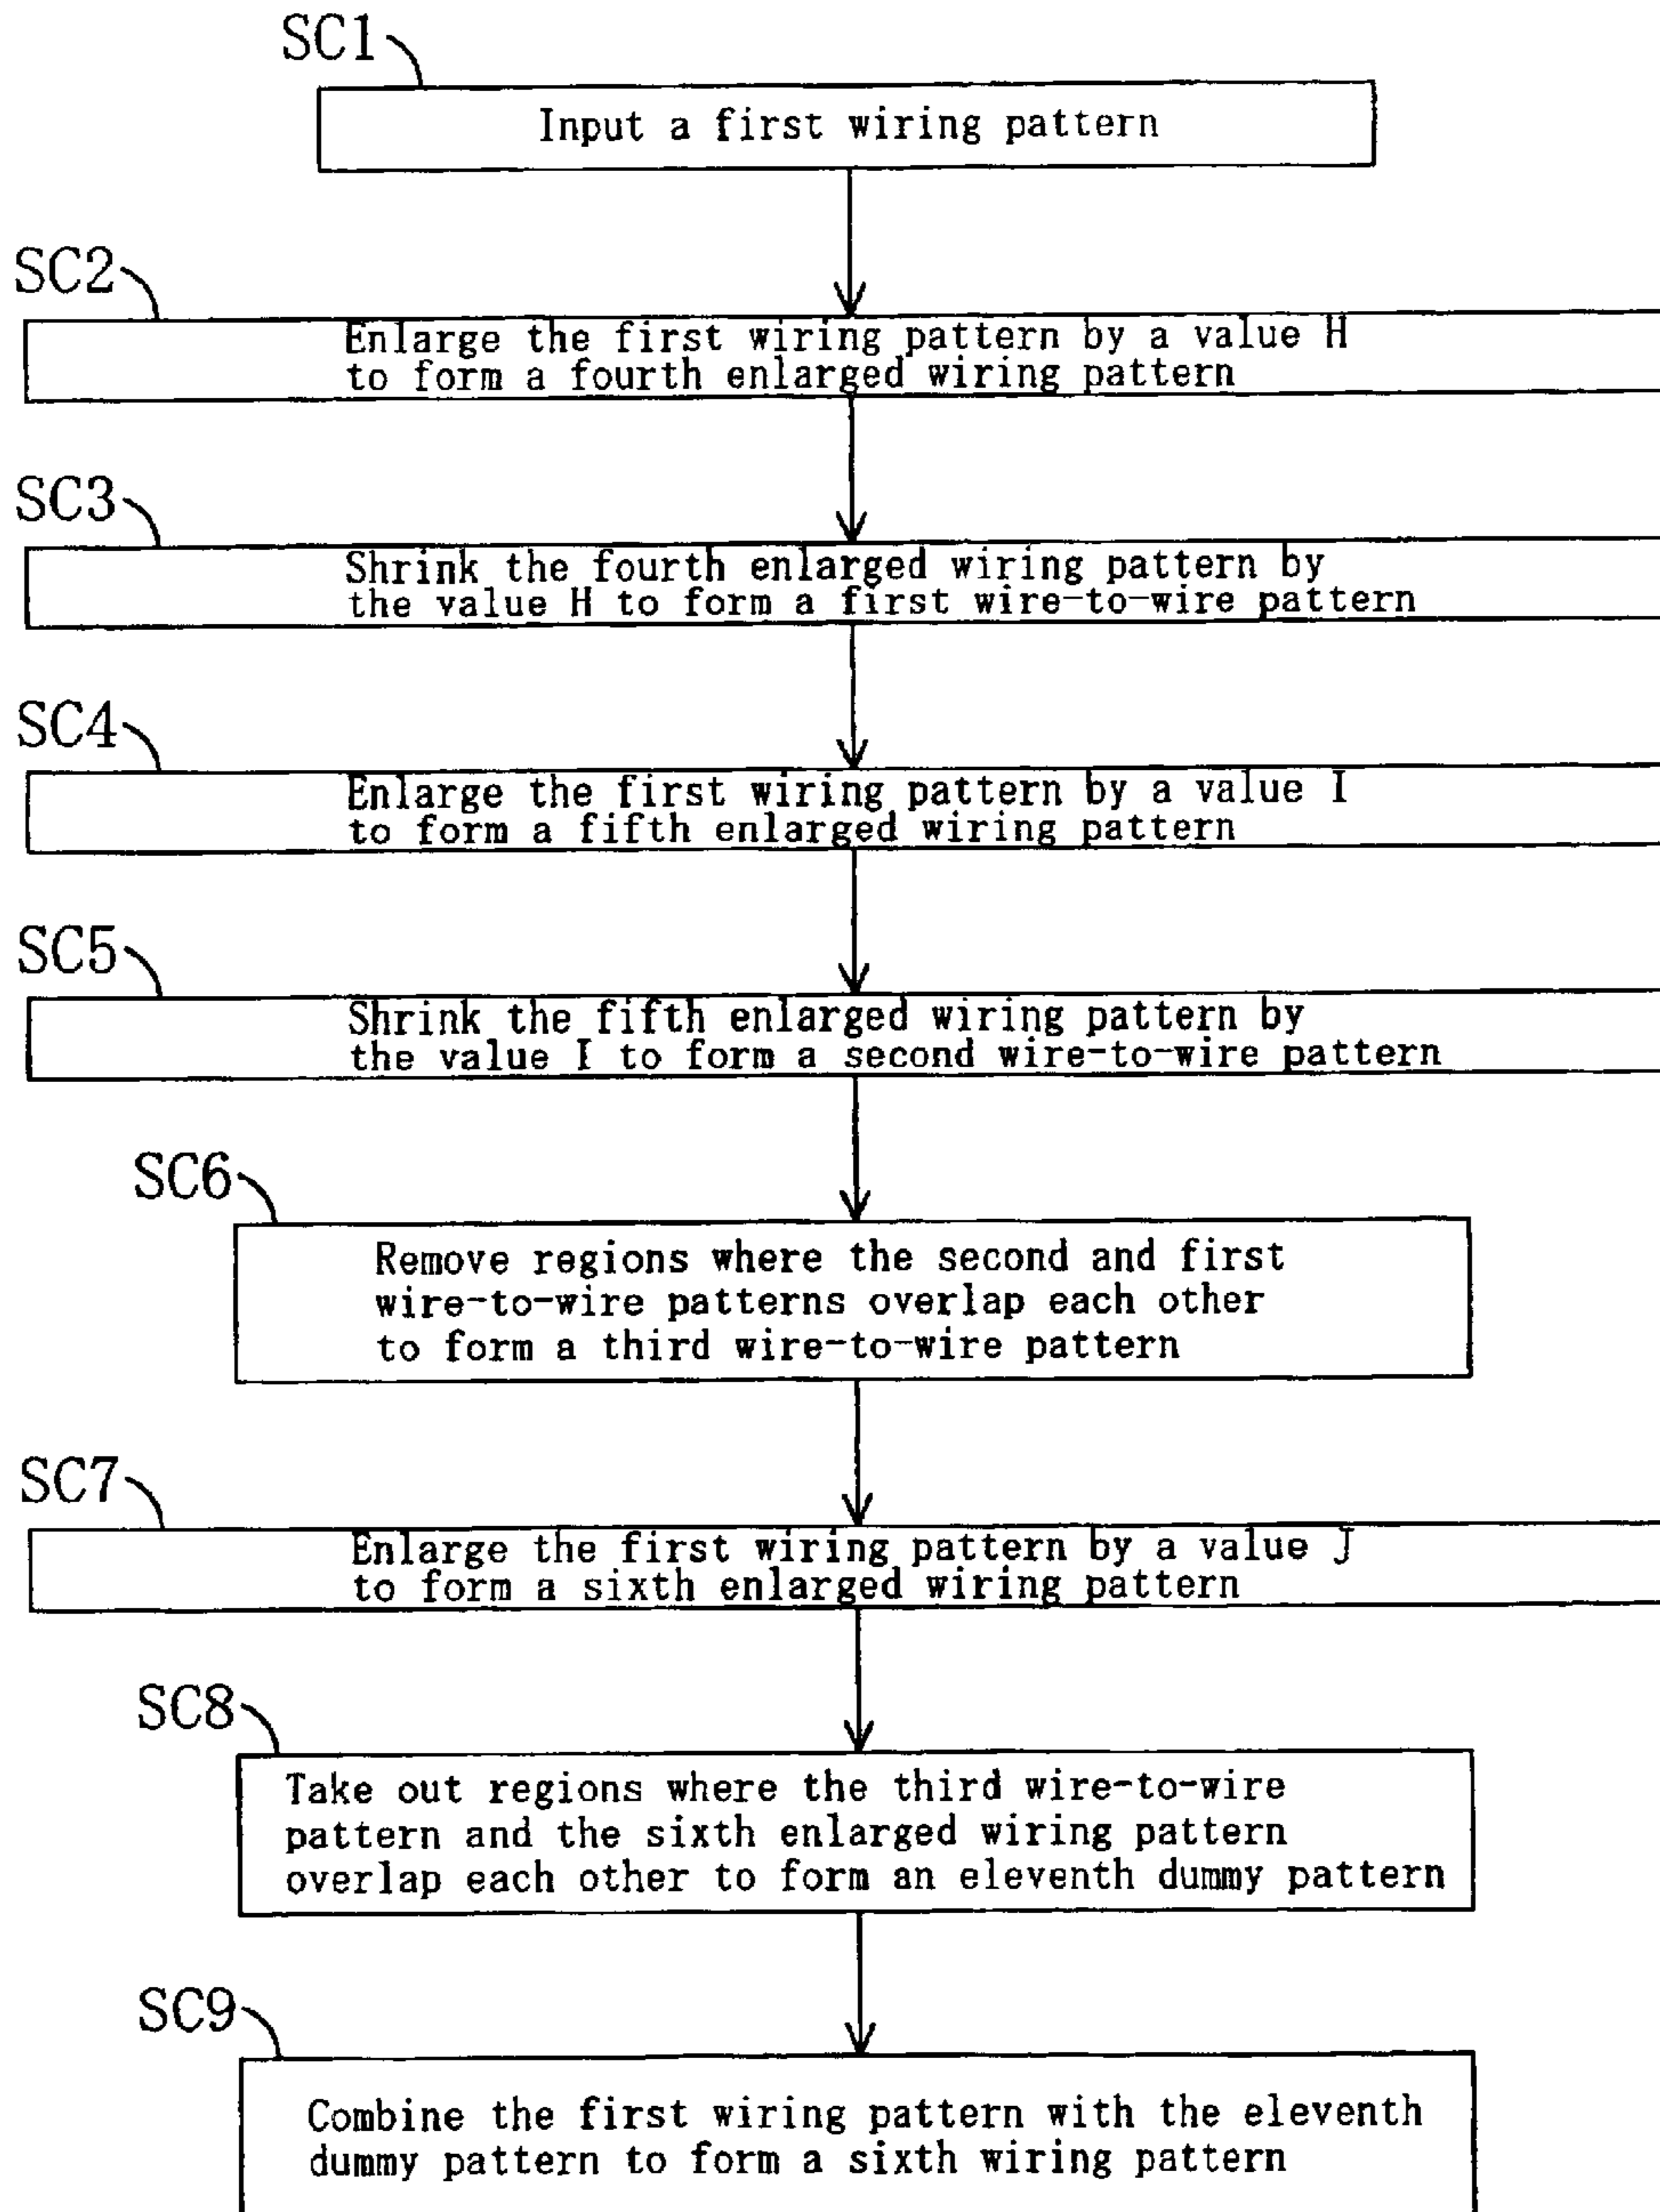 SC1
Input a first wiring pattern
SC2
Enlarge the first wiring pattern by a value H
to form a fourth enlarged wiring pattern
SC3
Shrink the fourth enlarged wiring pattern by
the value H to form a first wire-to-wire pattern
SC4
Enlarge the first wiring pattern by a value I
to form a fifth enlarged wiring pattern
SC5
Shrink the fifth enlarged wiring pattern by
the value I to form a second wire-to-wire pattern
SC6
Remove regions where the second and first
wire-to-wire patterns overlap each other
to form a third wire-to-wire pattern
SC7
Enlarge the first wiring pattern by a value J
to form a sixth enlarged wiring pattern
SC8
Take out regions where the third wire-to-wire
pattern and the sixth enlarged wiring pattern
overlap each other to form an eleventh dummy pattern
SC9
Combine the first wiring pattern with the eleventh
dummy pattern to form a sixth wiring pattern